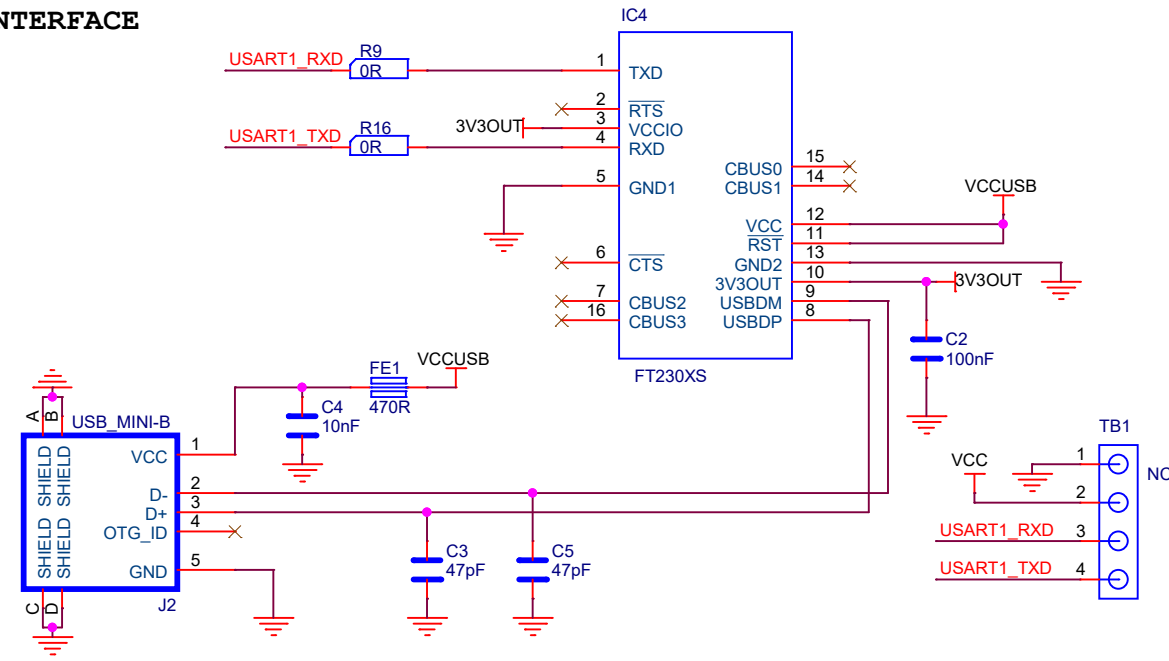 NTERFACE
IC4
USART1_RXD
R9
0R
1
TXD
2
RTS
3V3OUT
3
VCCIO
USART1_TXD
R16
0R
4
RXD
5
GND1
6
CTS
7
CBUS2
16
CBUS3
CBUS0
15
CBUS1
14
VCCUSB
VCC
12
RST
11
GND2
13
3V3OUT
10
3V3OUT
USBDM
9
USBDP
8
FT230XS
C2
100nF
FE1
470R
VCCUSB
C4
10nF
A
B
USB_MINI-B
SHIELD
SHIELD
SHIELD
SHIELD
VCC
1
D-
2
D+
3
OTG_ID
4
GND
5
C
D
J2
C3
47pF
C5
47pF
TB1
NC
VCC
1
2
USART1_RXD
3
USART1_TXD
4